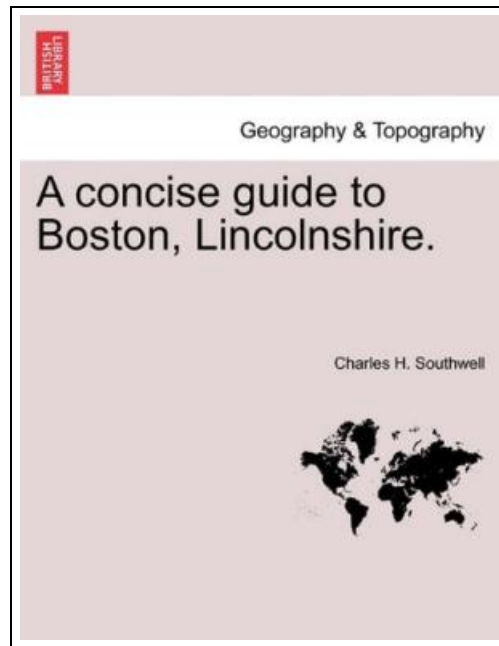 BRITISH
LIBRARY
Geography & Topography
A concise guide to
Boston, Lincolnshire.
Charles H. Southwell